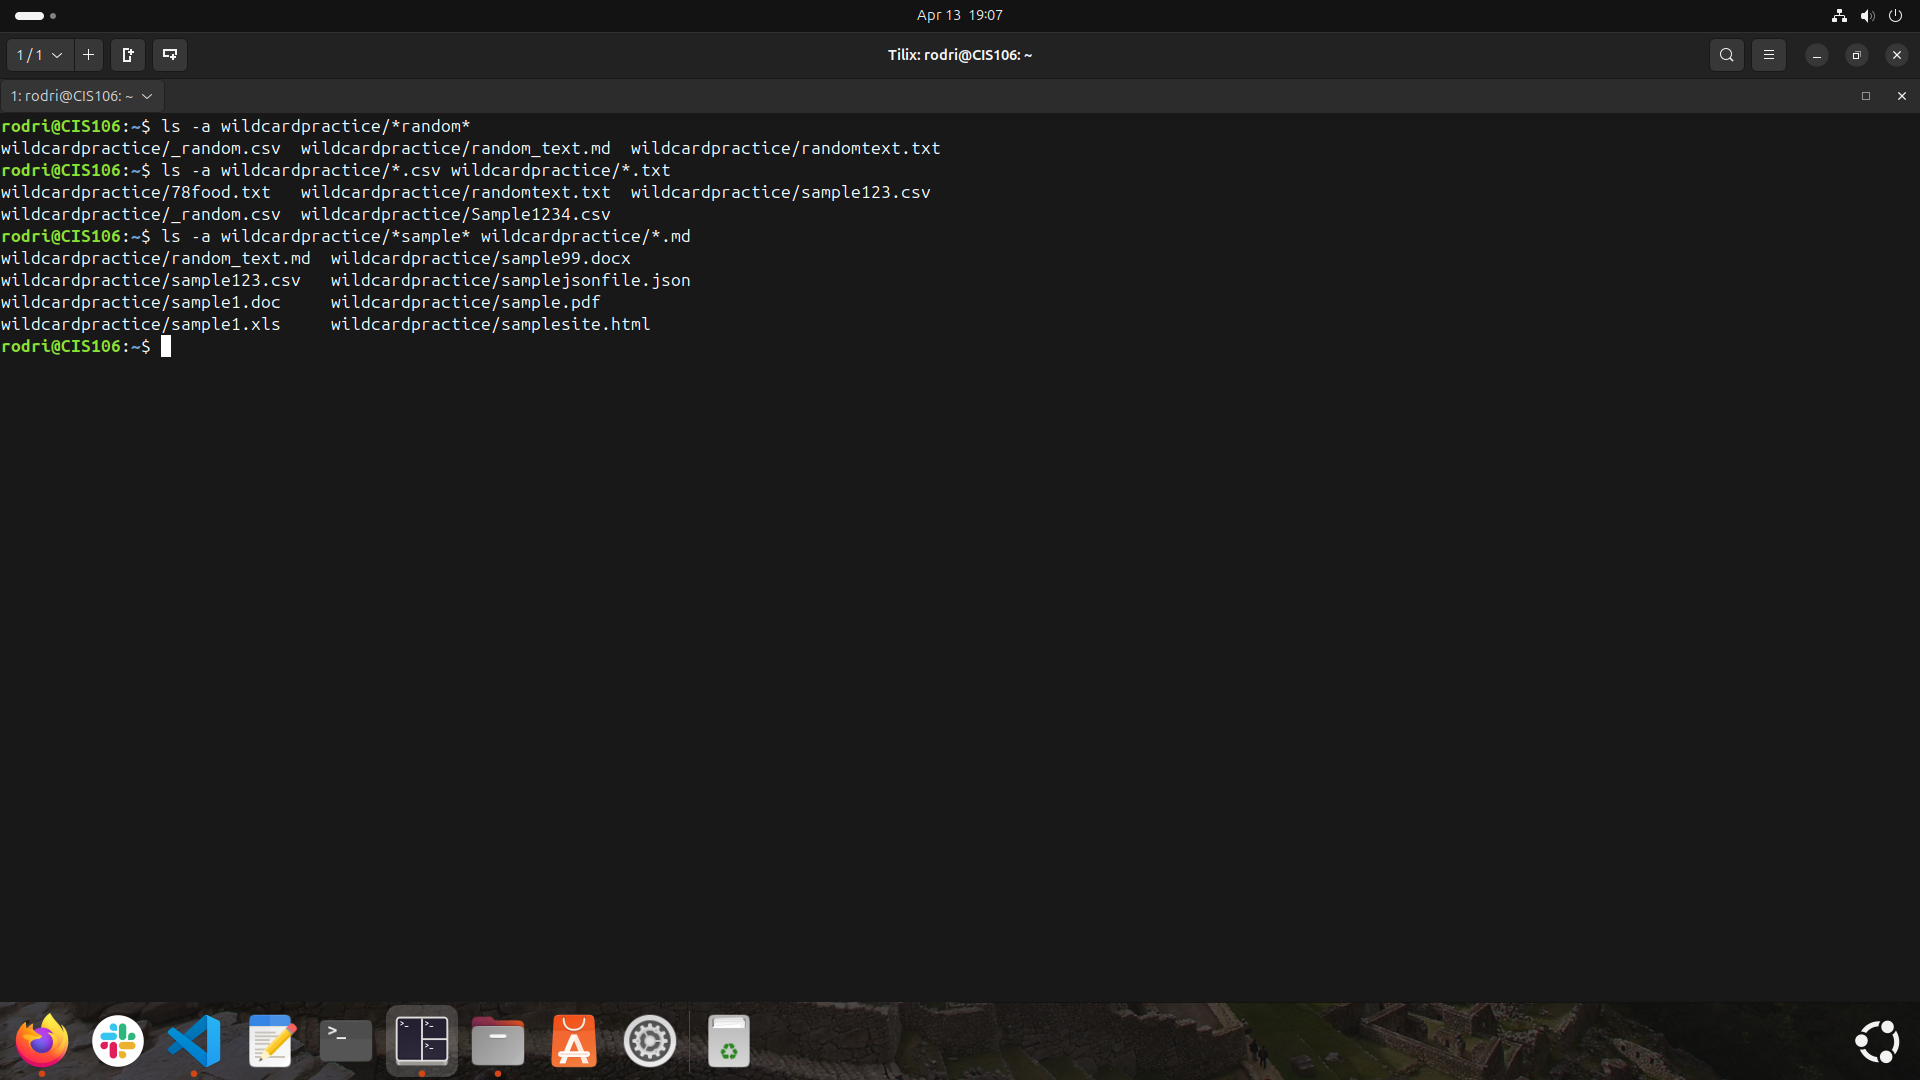 Apr 13 19:07
1 / 1
Tilix: rodri@CIS106: ~
1: rodri@CIS106: ~
rodri@CIS106:~$ ls -a wildcardpractice/*random*
wildcardpractice/_random.csv  wildcardpractice/random_text.md  wildcardpractice/randomtext.txt
rodri@CIS106:~$ ls -a wildcardpractice/*.csv wildcardpractice/*.txt
wildcardpractice/78food.txt   wildcardpractice/randomtext.txt  wildcardpractice/sample123.csv
wildcardpractice/_random.csv  wildcardpractice/Sample1234.csv
rodri@CIS106:~$ ls -a wildcardpractice/*sample* wildcardpractice/*.md
wildcardpractice/random_text.md  wildcardpractice/sample99.docx
wildcardpractice/sample123.csv   wildcardpractice/samplejsonfile.json
wildcardpractice/sample1.doc     wildcardpractice/sample.pdf
wildcardpractice/sample1.xls     wildcardpractice/samplesite.html
rodri@CIS106:~$